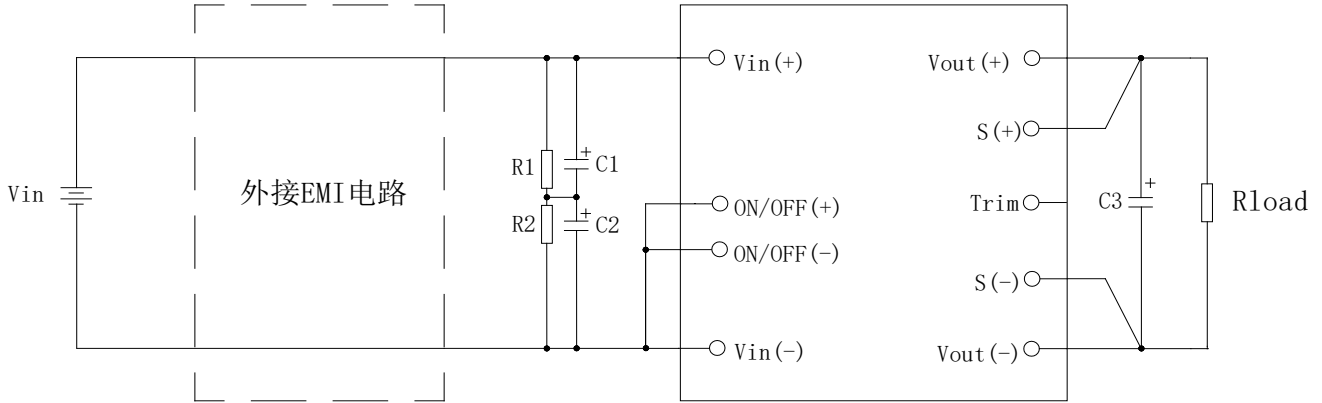 Vin
外接EMI电路
R1
C1
+
R2
C2
+
Vin(+)
ON/OFF(+)
ON/OFF(-)
Vin(-)
Vout(+)
S(+)
Trim
S(-)
Vout(-)
C3
+
Rload